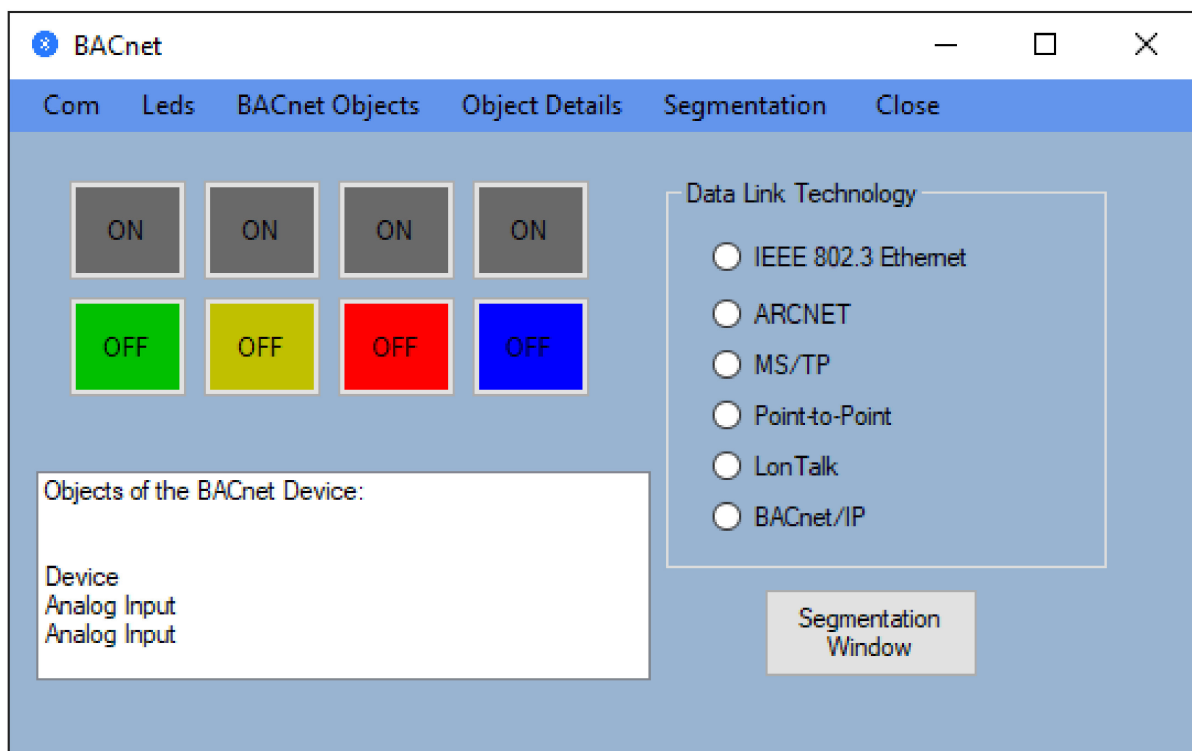 BACnet
Com Leds BACnet Objects Object Details Segmentation Close
ON ON ON ON
OFF OFF OFF OFF
Data Link Technology
IEEE 802.3 Ethernet
ARCNET
MS/TP
Point-to-Point
LonTalk
BACnet/IP
Objects of the BACnet Device:
Device
Analog Input
Analog Input
Segmentation
Window